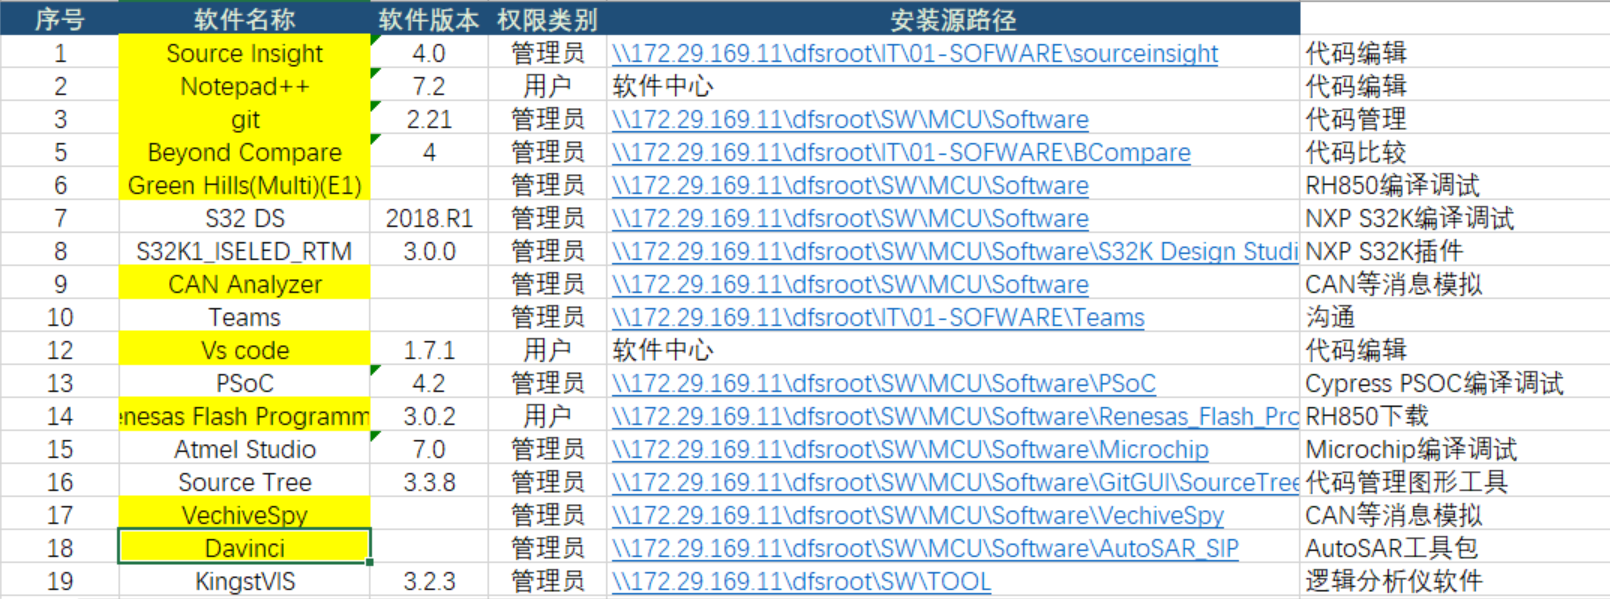 序号 软件名称 软件版本 权限类别 安装源路径
1 Source Insight 4.0 管理员 \\172.29.169.11\dfsroot\IT\01-SOFWARE\sourceinsight 代码编辑
2 Notepad++ 7.2 用户 软件中心 代码编辑
3 git 2.21 管理员 \\172.29.169.11\dfsroot\SW\MCU\Software 代码管理
5 Beyond Compare 4 管理员 \\172.29.169.11\dfsroot\IT\01-SOFWARE\BCompare 代码比较
6 Green Hills(Multi)(E1) 管理员 \\172.29.169.11\dfsroot\SW\MCU\Software RH850编译调试
7 S32 DS 2018.R1 管理员 \\172.29.169.11\dfsroot\SW\MCU\Software NXP S32K编译调试
8 S32K1_ISELED_RTM 3.0.0 管理员 \\172.29.169.11\dfsroot\SW\MCU\Software\S32K Design Studi NXP S32K插件
9 CAN Analyzer 管理员 \\172.29.169.11\dfsroot\SW\MCU\Software CAN等消息模拟
10 Teams 管理员 \\172.29.169.11\dfsroot\IT\01-SOFWARE\Teams 沟通
12 Vs code 1.7.1 用户 软件中心 代码编辑
13 PSoC 4.2 管理员 \\172.29.169.11\dfsroot\SW\MCU\Software\PSoC Cypress PSOC编译调试
14 enesas Flash Programm 3.0.2 用户 \\172.29.169.11\dfsroot\SW\MCU\Software\Renesas_Flash_Pro RH850下载
15 Atmel Studio 7.0 管理员 \\172.29.169.11\dfsroot\SW\MCU\Software\Microchip Microchip编译调试
16 Source Tree 3.3.8 管理员 \\172.29.169.11\dfsroot\SW\MCU\Software\GitGUI\SourceTree 代码管理图形工具
17 VechiveSpy 管理员 \\172.29.169.11\dfsroot\SW\MCU\Software\VechiveSpy CAN等消息模拟
18 Davinci 管理员 \\172.29.169.11\dfsroot\SW\MCU\Software\AutoSAR_SIP AutoSAR工具包
19 KingstVIS 3.2.3 管理员 \\172.29.169.11\dfsroot\SW\TOOL 逻辑分析仪软件